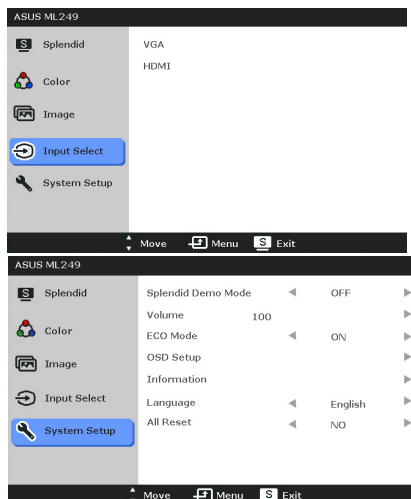 ASUS ML249
Splendid
VGA
HDMI
Color
Image
Input Select
System Setup
Move Menu S Exit
ASUS ML249
S Splendid Splendid Demo Mode OFF
Volume 100
Color ECO Mode ON
OSD Setup
Image
Information
Input Select Language English
All Reset NO
System Setup
Move Menu S Exit